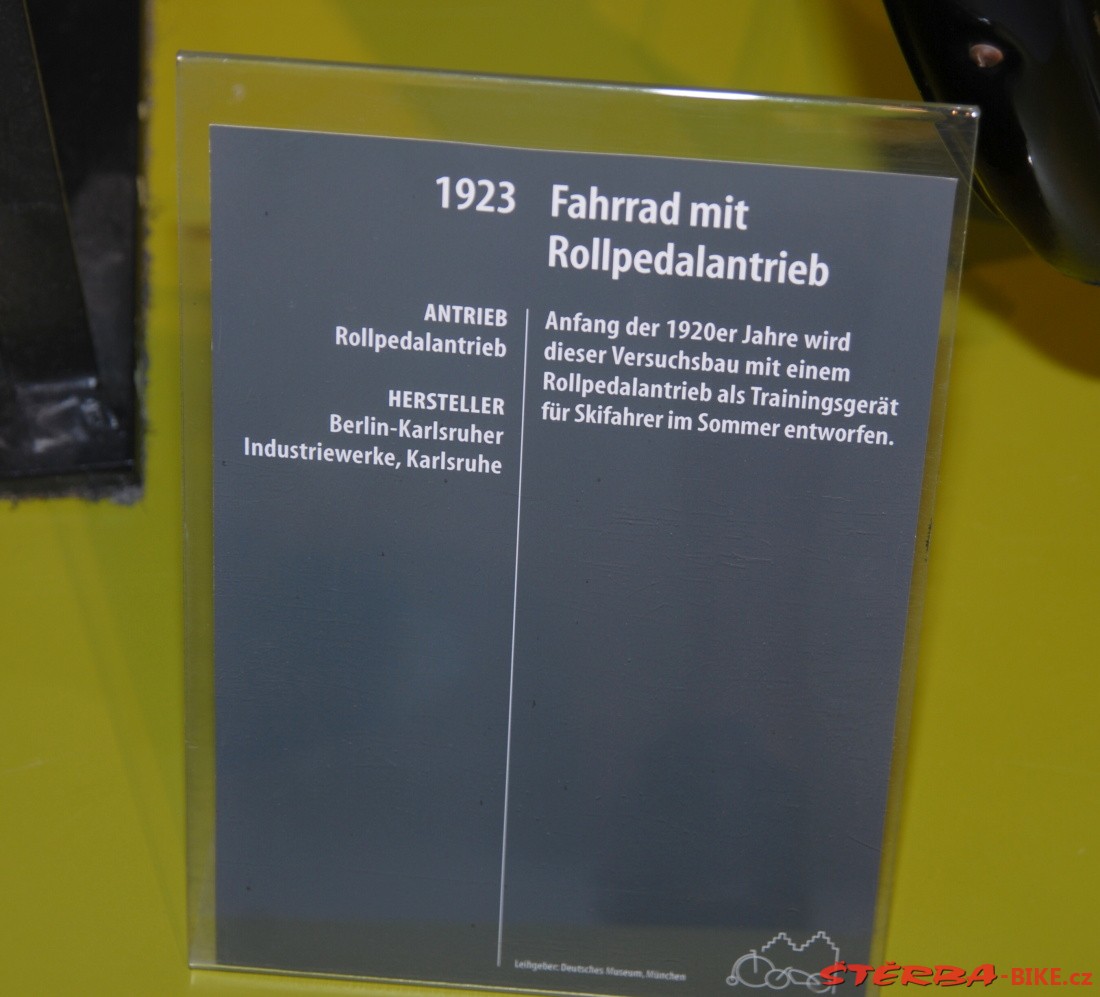 1923 Fahrrad mit
Rollpedalantrieb
ANTRIEB
Rollpedalantrieb
HERSTELLER
Berlin-Karlsruher
Industriewerke, Karlsruhe
Anfang der 1920er Jahre wird
dieser Versuchsbau mit einem
Rollpedalantrieb als Trainingsgerät
für Skifahrer im Sommer entworfen.
Leihgeber: Deutsches Museum, München
ŠTĚRBA-BIKE.cz